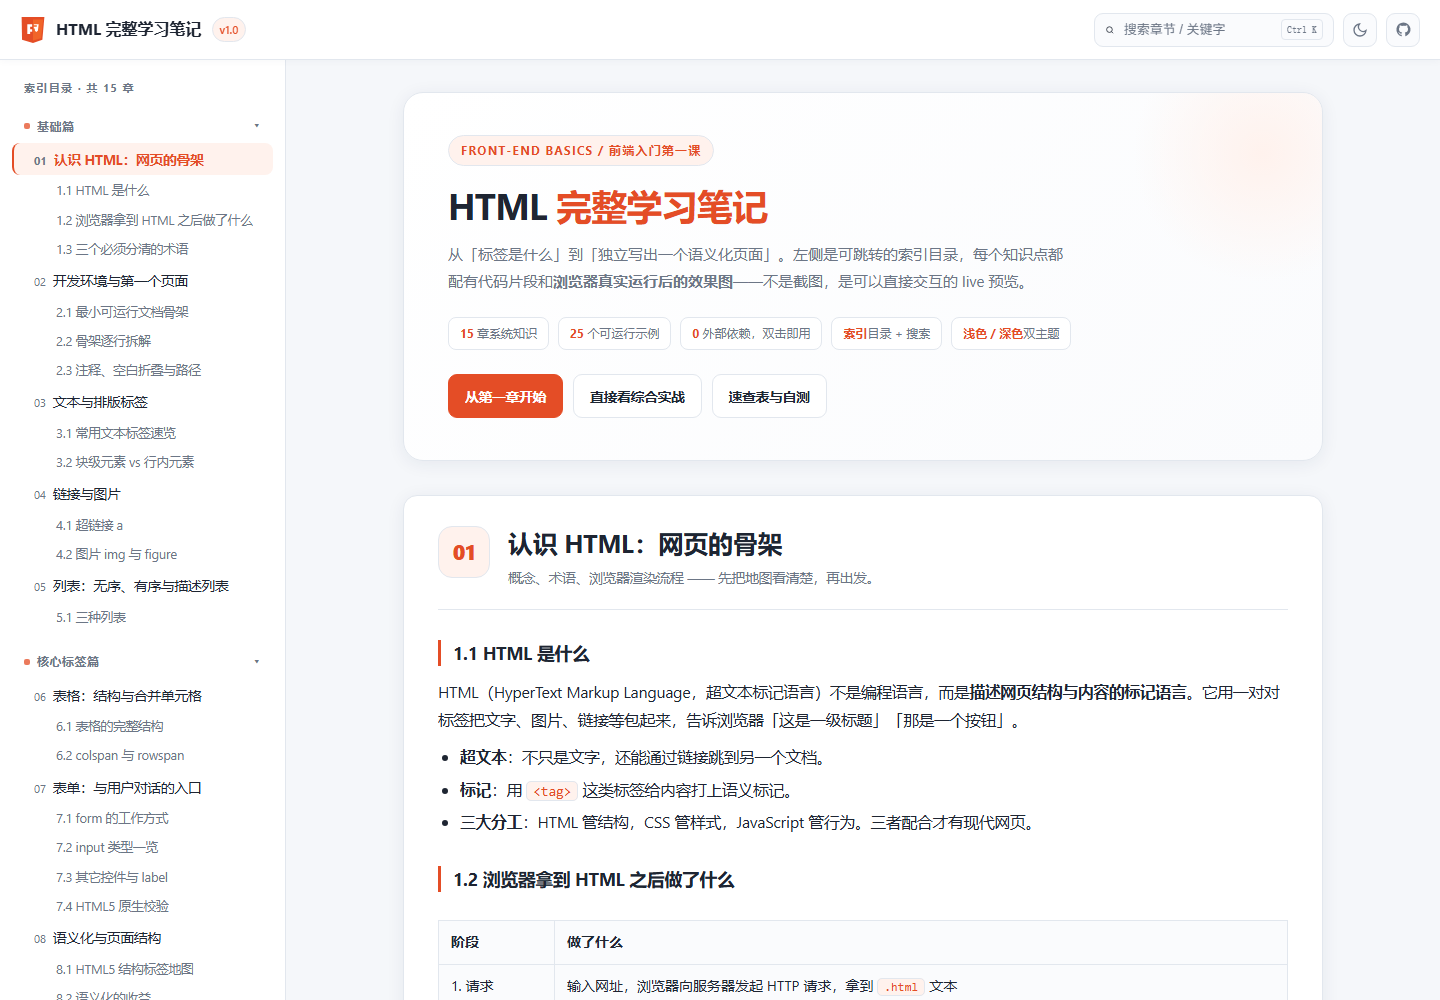 HTML 完整学习笔记 v1.0
搜索章节 / 关键字 Ctrl K
索引目录 · 共 15 章
基础篇
01 认识 HTML：网页的骨架
1.1 HTML 是什么
1.2 浏览器拿到 HTML 之后做了什么
1.3 三个必须分清的术语
02 开发环境与第一个页面
2.1 最小可运行文档骨架
2.2 骨架逐行拆解
2.3 注释、空白折叠与路径
03 文本与排版标签
3.1 常用文本标签速览
3.2 块级元素 vs 行内元素
04 链接与图片
4.1 超链接 a
4.2 图片 img 与 figure
05 列表：无序、有序与描述列表
5.1 三种列表
核心标签篇
06 表格：结构与合并单元格
6.1 表格的完整结构
6.2 colspan 与 rowspan
07 表单：与用户对话的入口
7.1 form 的工作方式
7.2 input 类型一览
7.3 其它控件与 label
7.4 HTML5 原生校验
08 语义化与页面结构
8.1 HTML5 结构标签地图
8.2 语义化的收益
FRONT-END BASICS / 前端入门第一课
HTML 完整学习笔记
从「标签是什么」到「独立写出一个语义化页面」。左侧是可跳转的索引目录，每个知识点都
配有代码片段和浏览器真实运行后的效果图——不是截图，是可以直接交互的 live 预览。
15 章系统知识
25 个可运行示例
0 外部依赖，双击即用
索引目录 + 搜索
浅色 / 深色双主题
从第一章开始
直接看综合实战
速查表与自测
01
认识 HTML：网页的骨架
概念、术语、浏览器渲染流程 —— 先把地图看清楚，再出发。
1.1 HTML 是什么
HTML（HyperText Markup Language，超文本标记语言）不是编程语言，而是描述网页结构与内容的标记语言。它用一对对
标签把文字、图片、链接等包起来，告诉浏览器「这是一级标题」「那是一个按钮」。
超文本：不只是文字，还能通过链接跳到另一个文档。
标记：用 <tag> 这类标签给内容打上语义标记。
三大分工：HTML 管结构，CSS 管样式，JavaScript 管行为。三者配合才有现代网页。
1.2 浏览器拿到 HTML 之后做了什么
阶段 做了什么
1. 请求 输入网址，浏览器向服务器发起 HTTP 请求，拿到 .html 文本